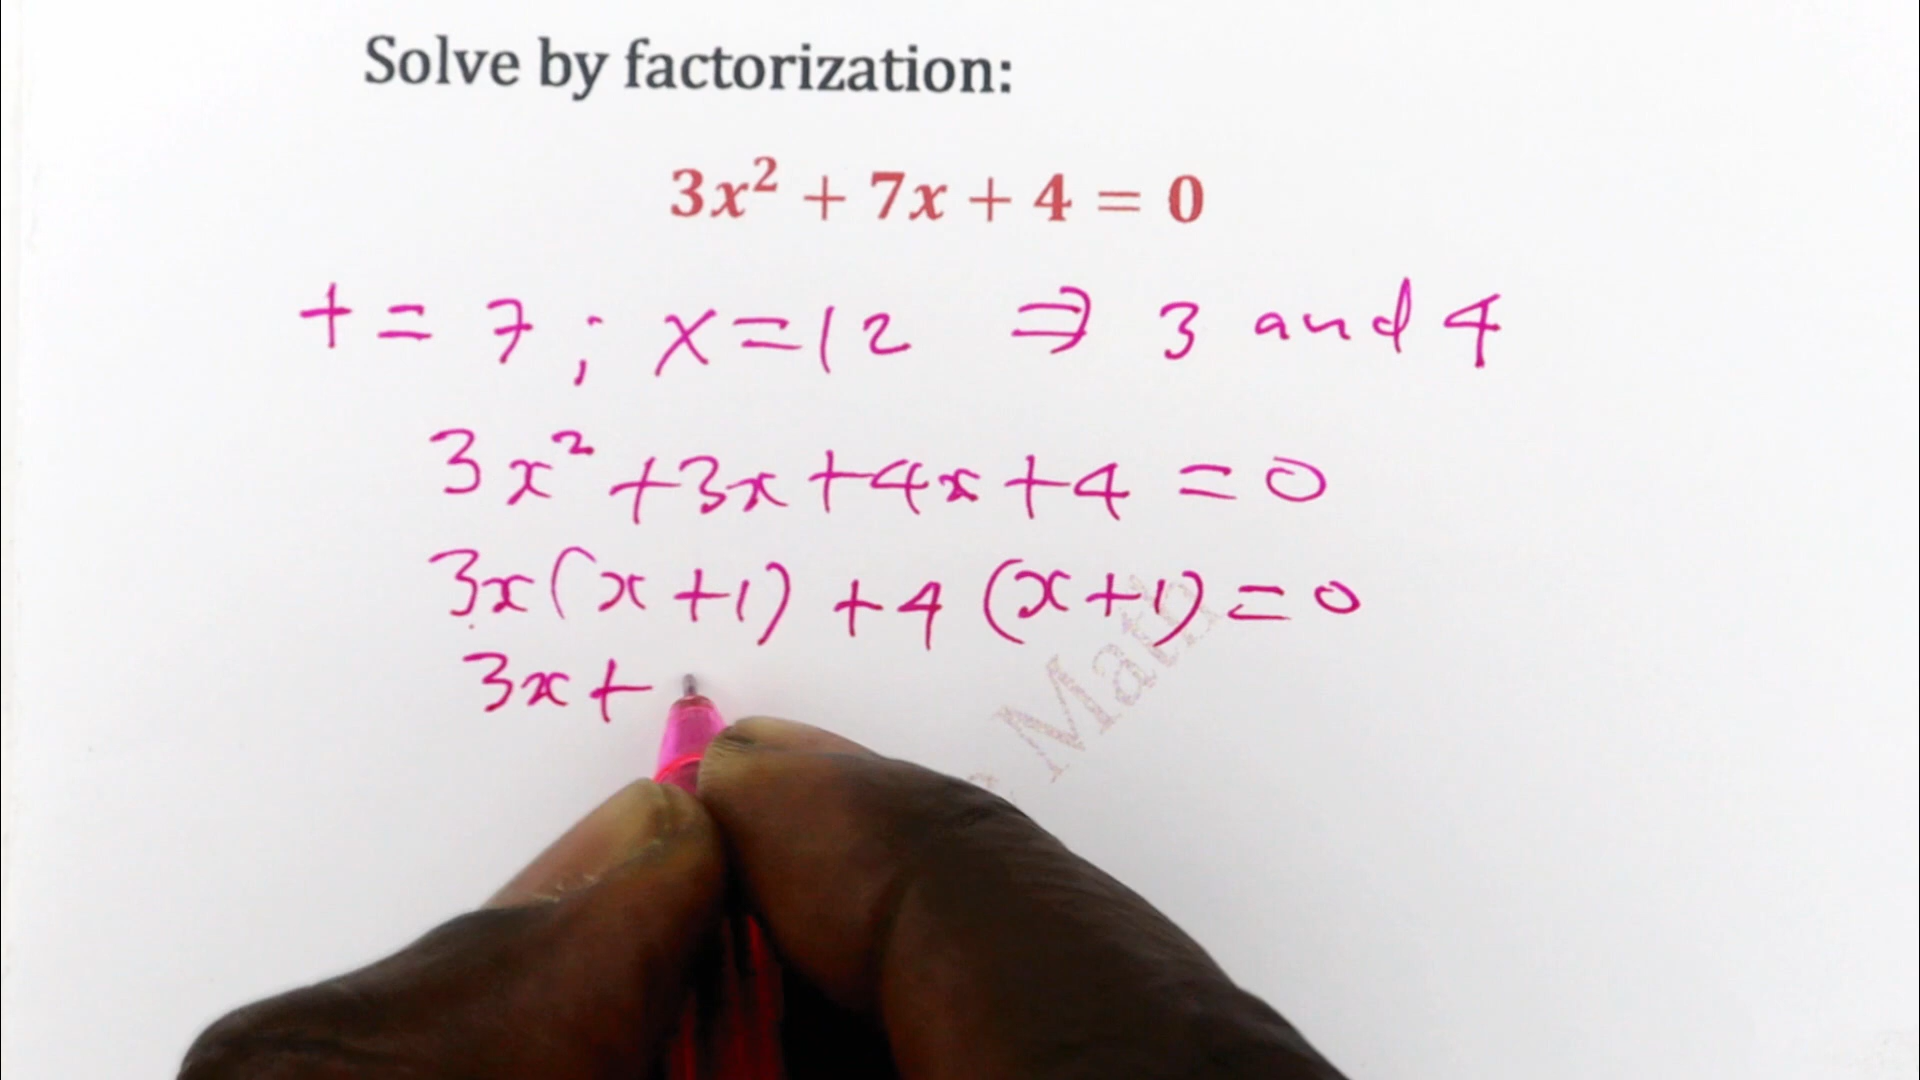 Solve by factorization:
3x² + 7x + 4 = 0
+ = 7 ; × = 12 ⇒ 3 and 4
3x² + 3x + 4x + 4 = 0
3x(x + 1) + 4(x + 1) = 0
3x +
Math